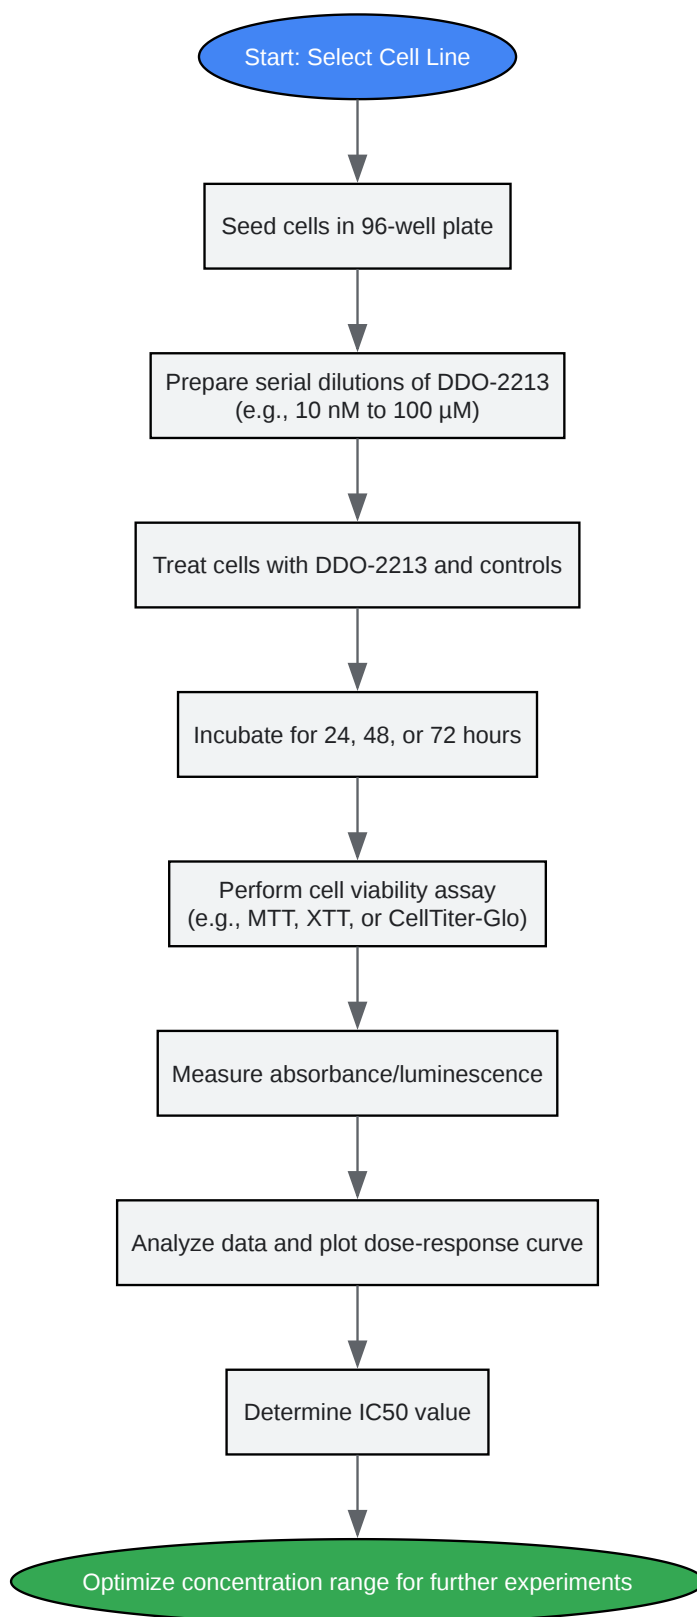 Start: Select Cell Line
Seed cells in 96-well plate
Prepare serial dilutions of DDO-2213
(e.g., 10 nM to 100 µM)
Treat cells with DDO-2213 and controls
Incubate for 24, 48, or 72 hours
Perform cell viability assay
(e.g., MTT, XTT, or CellTiter-Glo)
Measure absorbance/luminescence
Analyze data and plot dose-response curve
Determine IC50 value
Optimize concentration range for further experiments